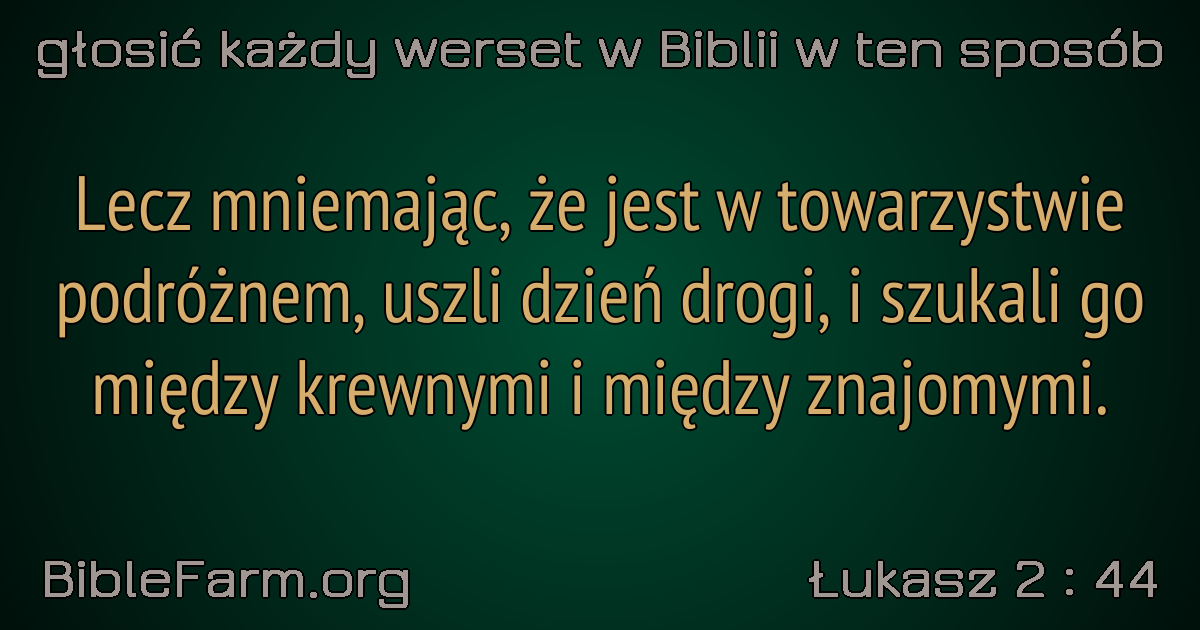 głosić każdy werset w Biblii w ten sposób
Lecz mniemając, że jest w towarzystwie
podróżnem, uszli dzień drogi, i szukali go
między krewnymi i między znajomymi.
BibleFarm.org
Łukasz 2 : 44